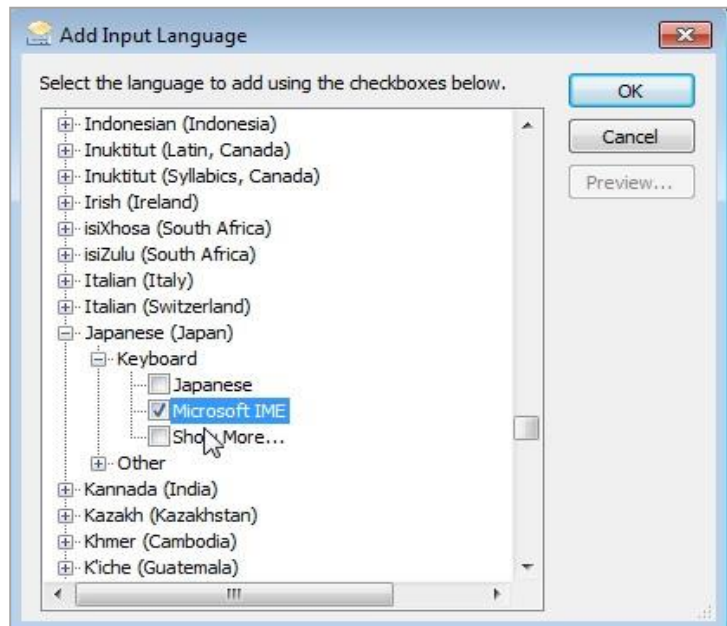 Add Input Language
Select the language to add using the checkboxes below.
OK
Cancel
Preview...
Indonesian (Indonesia)
Inuktitut (Latin, Canada)
Inuktitut (Syllabics, Canada)
Irish (Ireland)
isiXhosa (South Africa)
isiZulu (South Africa)
Italian (Italy)
Italian (Switzerland)
Japanese (Japan)
Keyboard
Japanese
Microsoft IME
Show More...
Other
Kannada (India)
Kazakh (Kazakhstan)
Khmer (Cambodia)
K'iche (Guatemala)